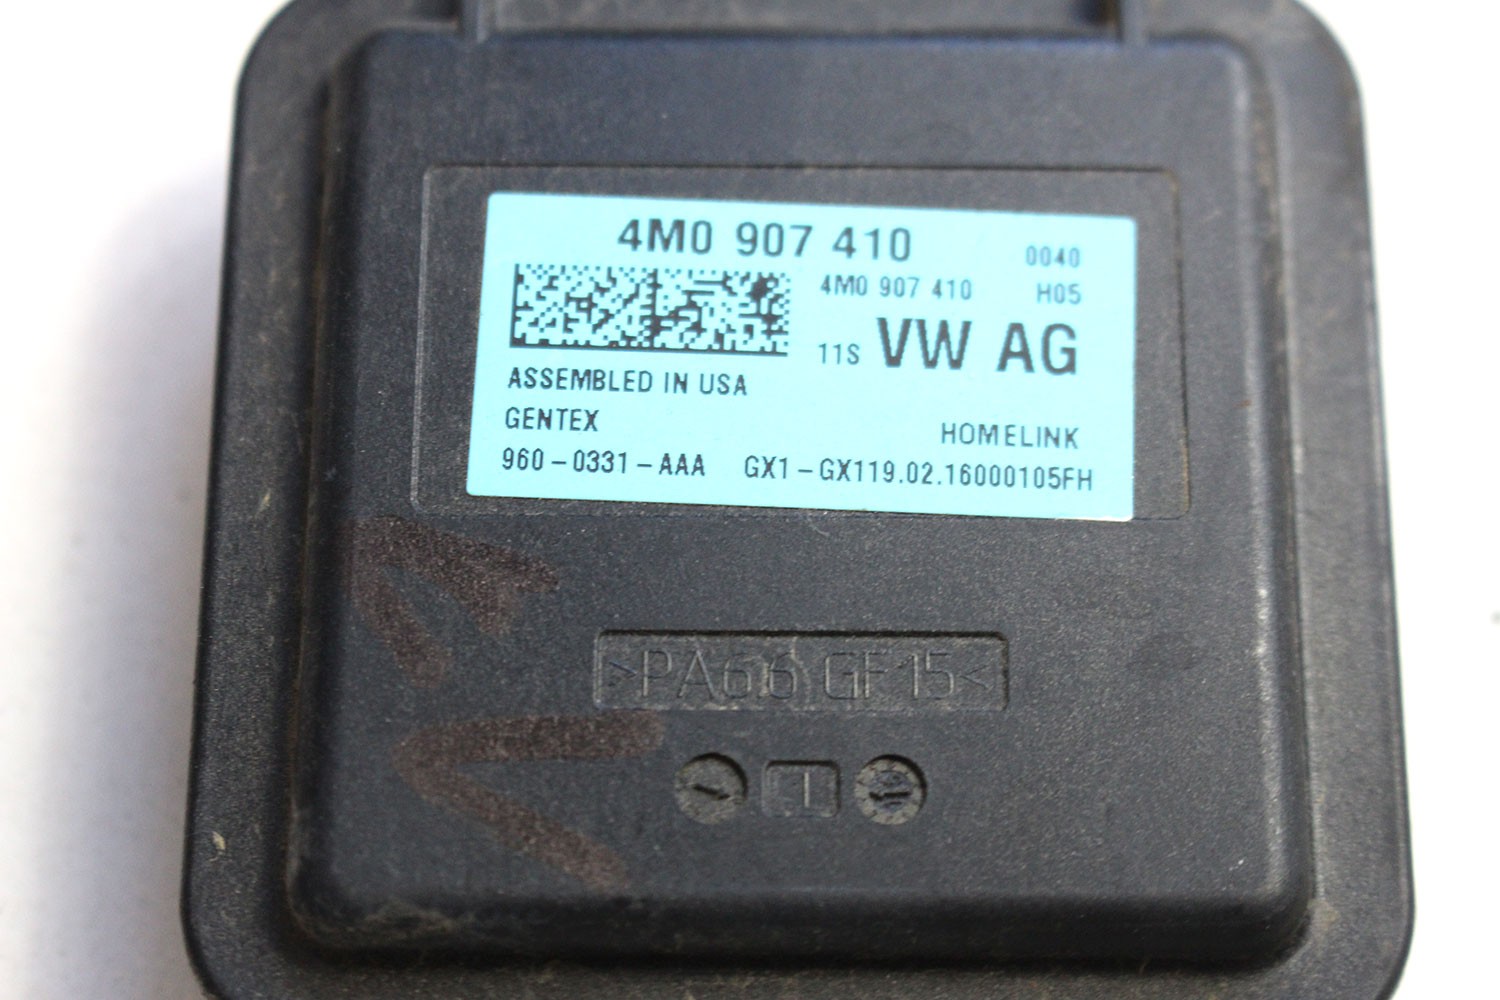 4M0 907 410
0040
4M0 907 410 H05
11S VW AG
ASSEMBLED IN USA
GENTEX HOMELINK
960-0331-AAA GX1-GX119.02.16000105FH
>PA66 GF15<
1